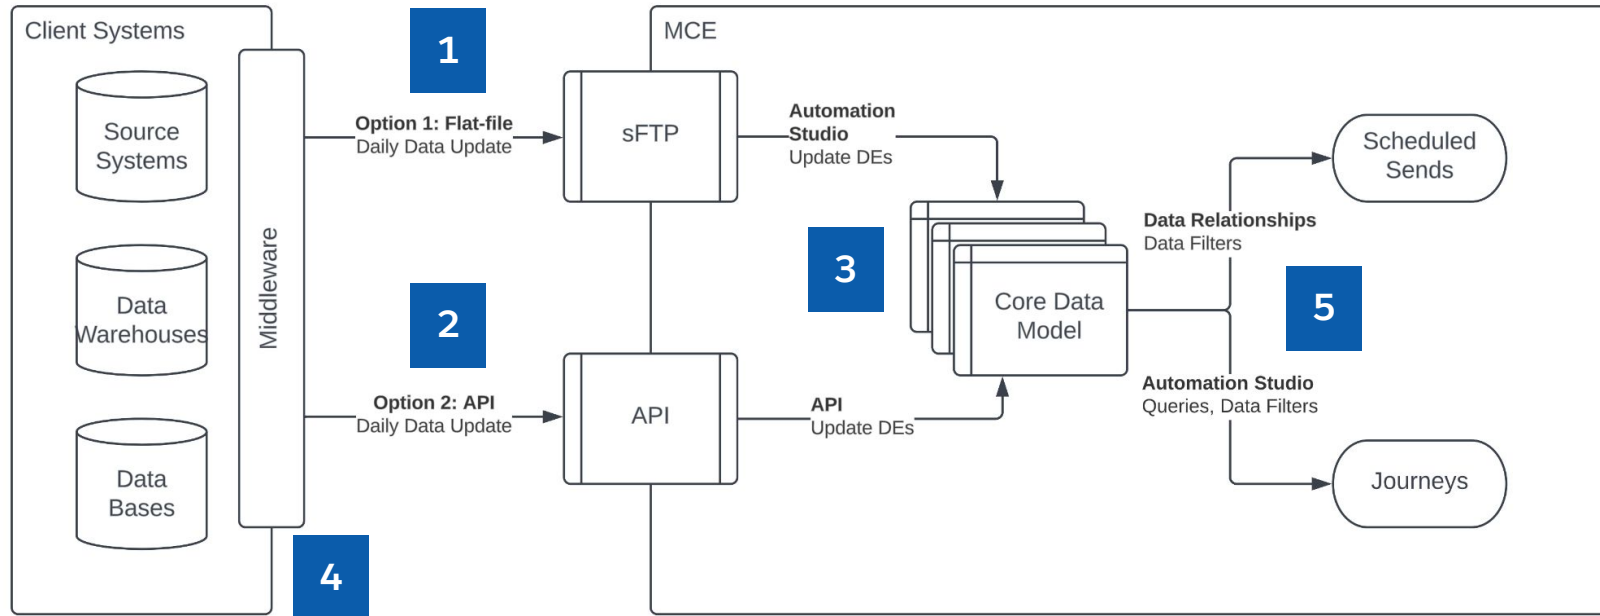 Client Systems
Source
Systems
Data
Warehouses
Data
Bases
Middleware
4
1
Option 1: Flat-file
Daily Data Update
2
Option 2: API
Daily Data Update
MCE
sFTP
API
Automation
Studio
Update DEs
3
Core Data
Model
API
Update DEs
Data Relationships
Data Filters
5
Automation Studio
Queries, Data Filters
Scheduled
Sends
Journeys